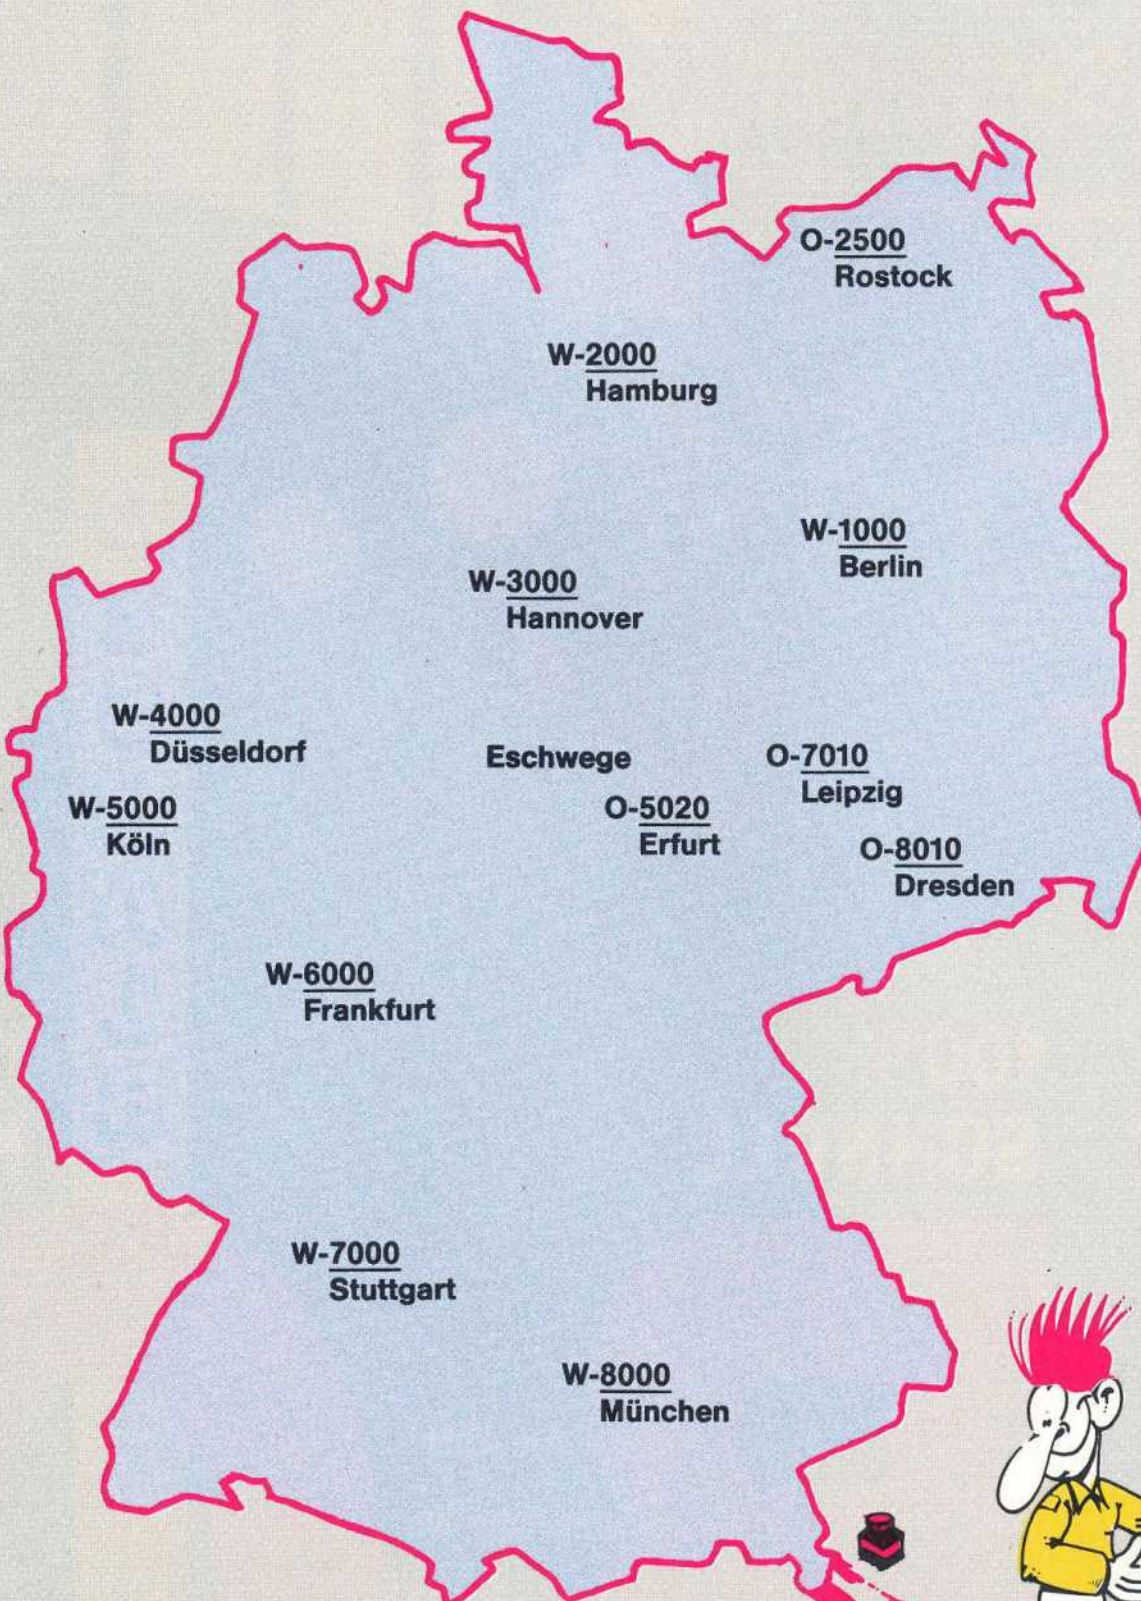 O-2500
Rostock
W-2000
Hamburg
W-1000
Berlin
W-3000
Hannover
W-4000
Düsseldorf
Eschwege
O-7010
Leipzig
W-5000
Köln
O-5020
Erfurt
O-8010
Dresden
W-6000
Frankfurt
W-7000
Stuttgart
W-8000
München